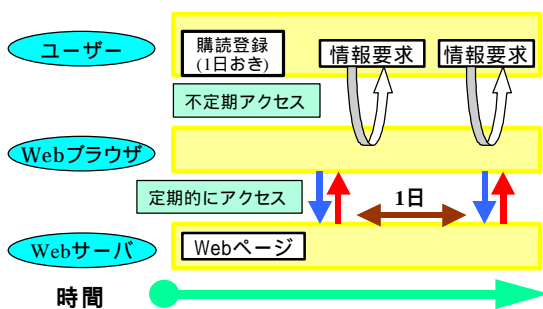 ユーザー
購読登録
(1日おき)
情報要求
情報要求
不定期アクセス
Webブラウザ
定期的にアクセス
1日
Webサーバ
Webページ
時間